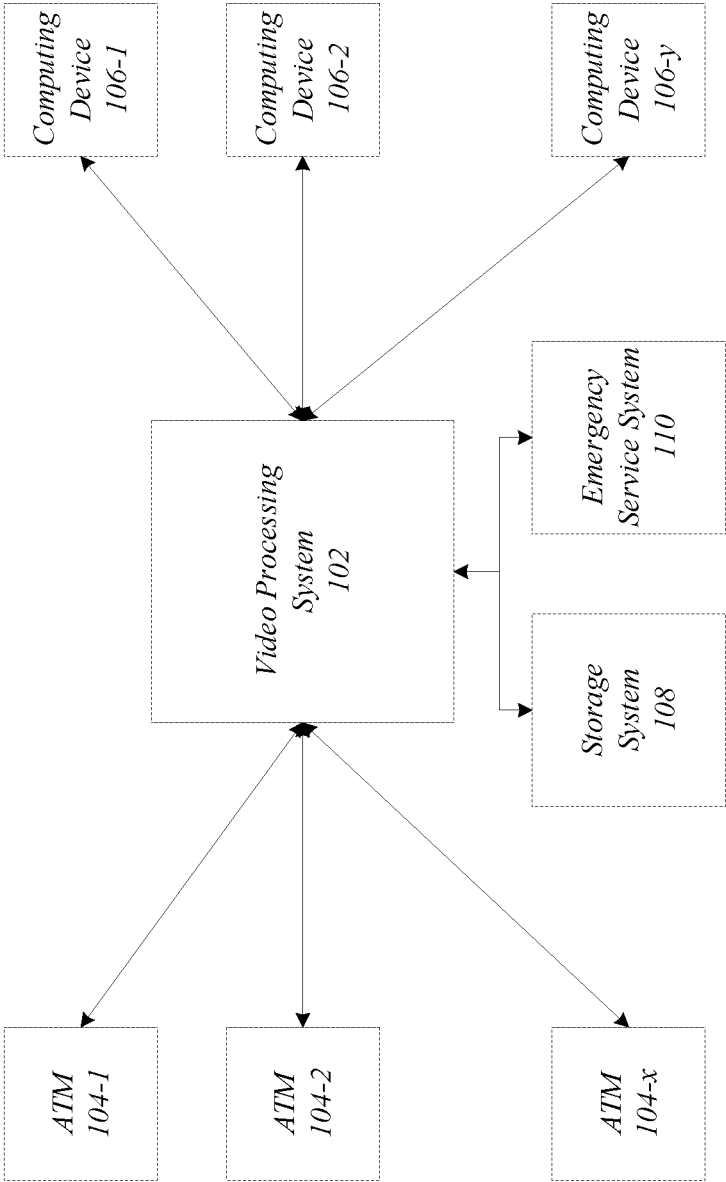 ATM
104-1
ATM
104-2
ATM
104-x
Video Processing
System
102
Storage
System
108
Emergency
Service System
110
Computing
Device
106-1
Computing
Device
106-2
Computing
Device
106-y